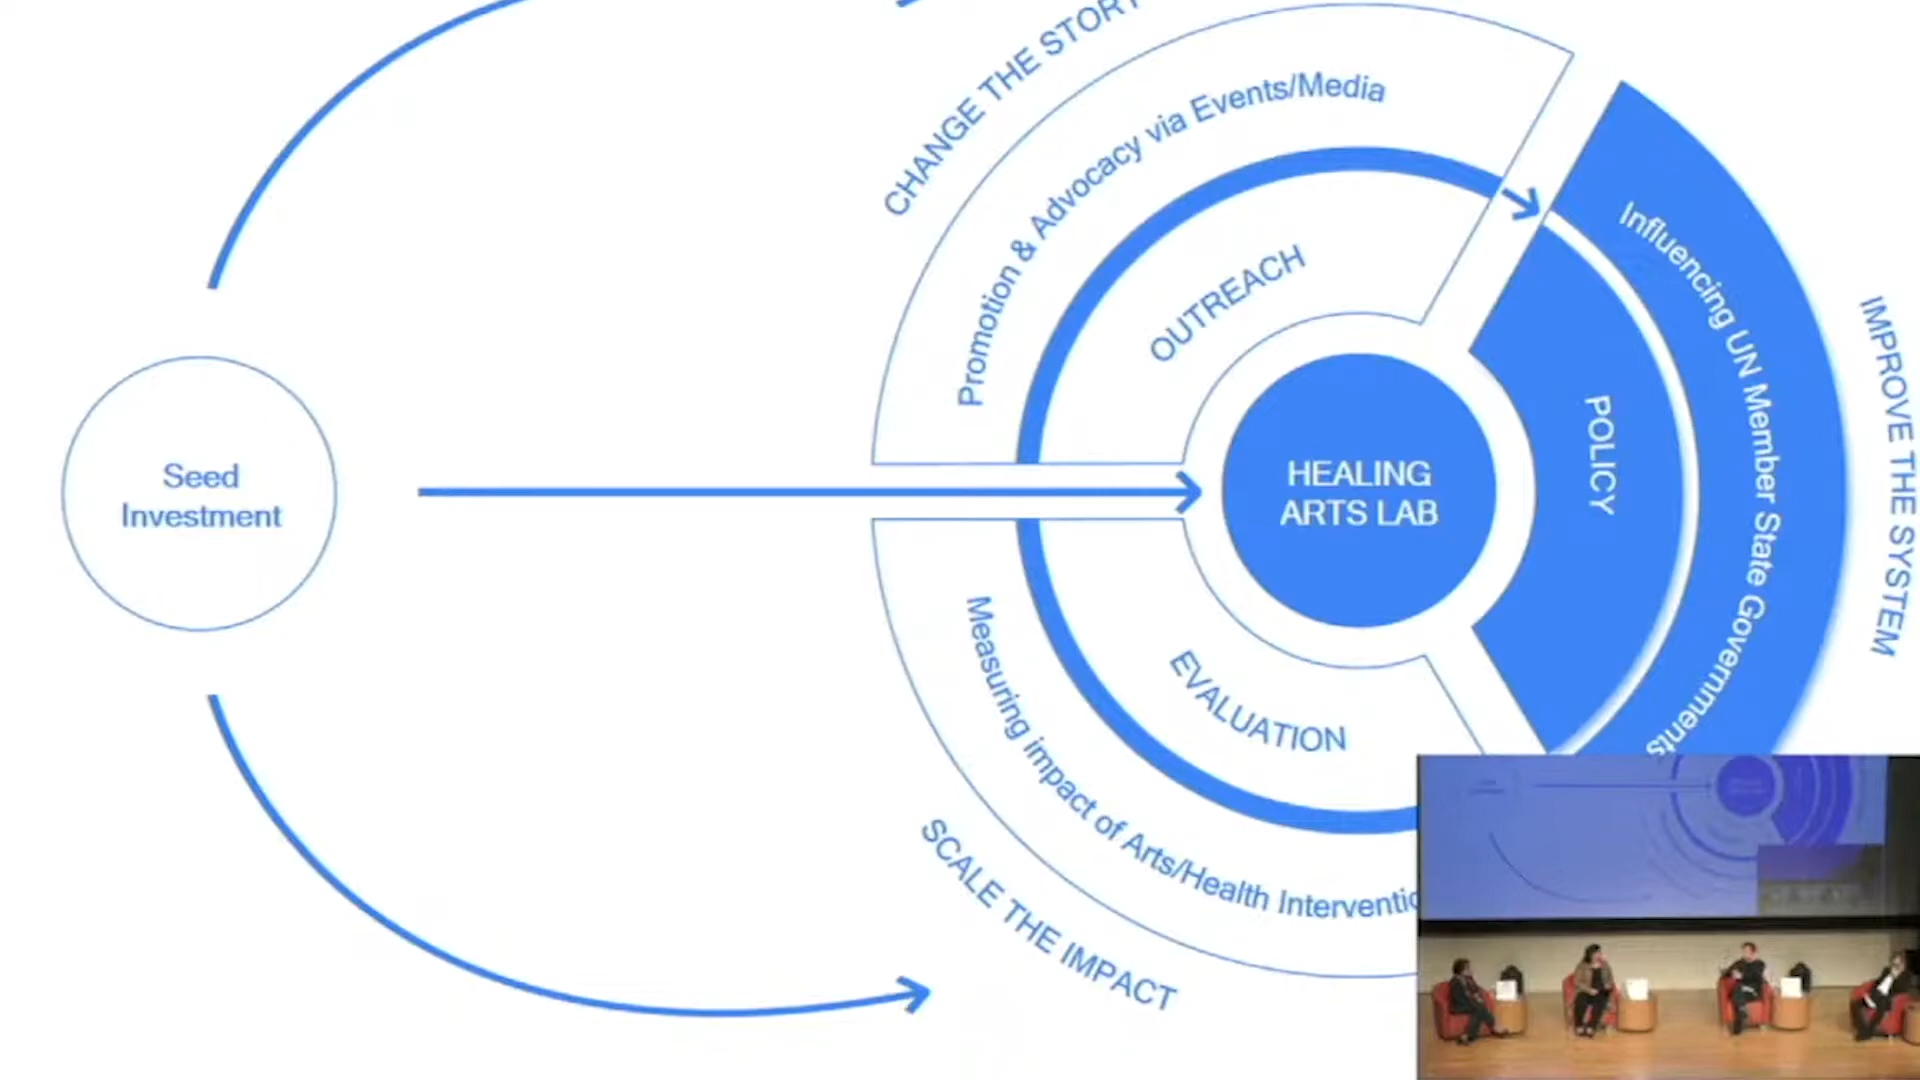 CHANGE THE STORY
Promotion & Advocacy via Events/Media
OUTREACH
Seed
Investment
HEALING
ARTS LAB
POLICY
Influencing UN Member State Governments
IMPROVE THE SYSTEM
EVALUATION
Measuring impact of Arts/Health
SCALE THE IMPACT